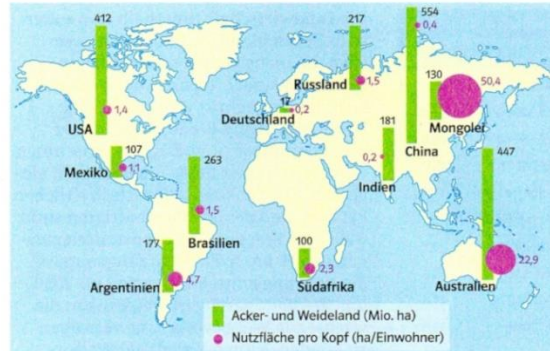 412
1,4
USA
107
1,1
Mexiko
263
1,5
Brasilien
177
4,7
Argentinien
217
1,5
Russland
12
0,2
Deutschland
554
0,4
China
130
50,4
Mongolei
181
0,2
Indien
100
2,3
Südafrika
447
22,9
Australien
Acker- und Weideland (Mio. ha)
Nutzfläche pro Kopf (ha/Einwohner)